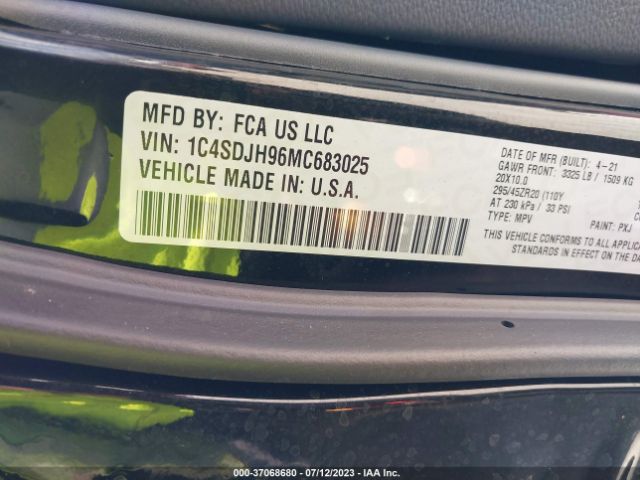 MFD BY: FCA US LLC
VIN: 1C4SDJH96MC683025
VEHICLE MADE IN: U.S.A.
DATE OF MFR (BUILT): 4-21
GAWR FRONT: 3325 LB / 1509 KG
20X10.0
295/45ZR20 (110Y
AT 230 kPa / 33 PSI
TYPE: MPV
PAINT: PXJ
THIS VEHICLE CONFORMS TO ALL
STANDARDS IN EFFECT ON THE
000-37068680 / 07/12/2023 - IAA Inc.